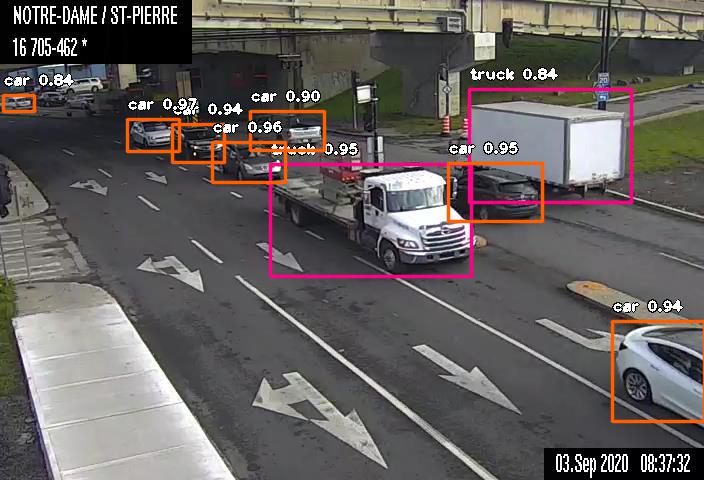 NOTRE-DAME / ST-PIERRE
16 705-462 *
car 0.84
car 0.97
car 0.94
car 0.90
car 0.96
truck 0.95
truck 0.84
car 0.95
car 0.94
03.Sep 2020 08:37:32